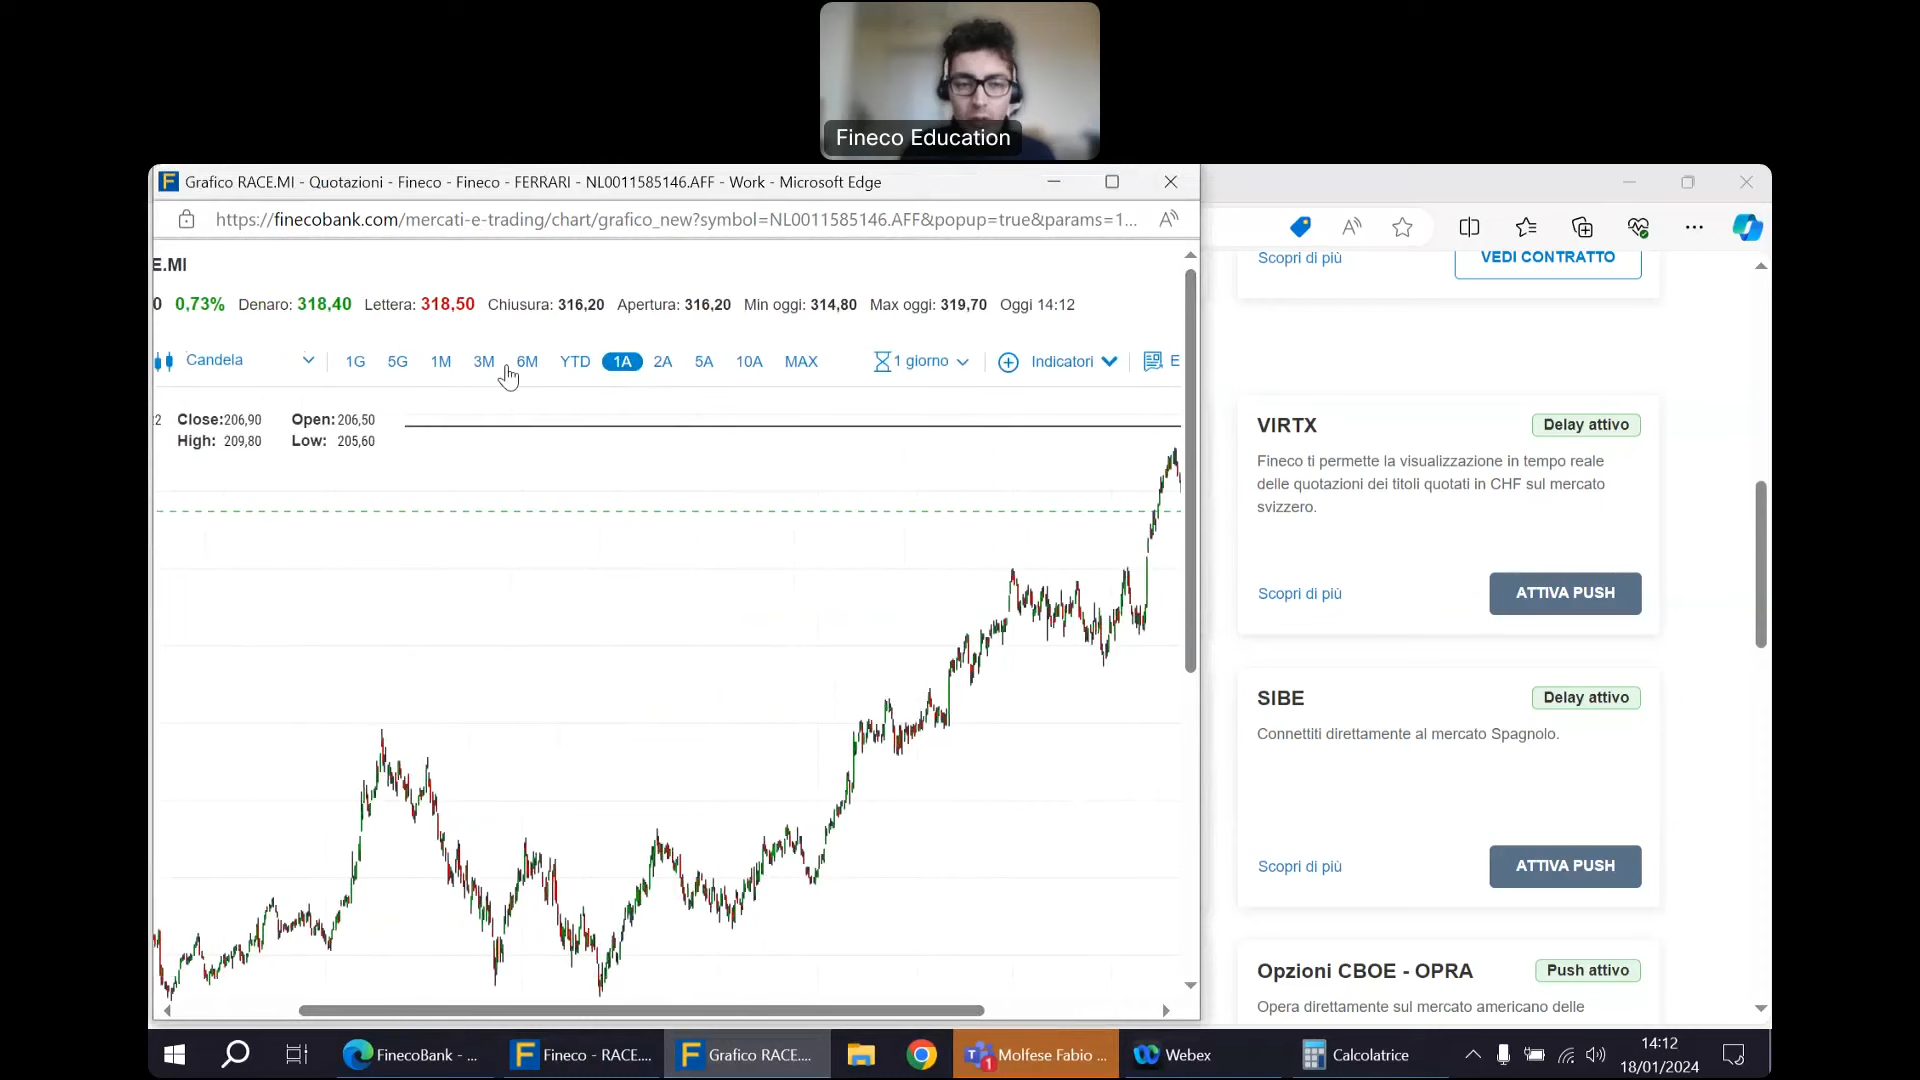 Fineco Education
Grafico RACE.MI - Quotazioni - Fineco - Fineco - FERRARI - NL0011585146.AFF - Work - Microsoft Edge
https://finecobank.com/mercati-e-trading/chart/grafico_new?symbol=NL0011585146.AFF&popup=true&params=1...
E.MI
0 0,73% Denaro: 318,40 Lettera: 318,50 Chiusura: 316,20 Apertura: 316,20 Min oggi: 314,80 Max oggi: 319,70 Oggi 14:12
Candela 1G 5G 1M 3M 6M YTD 1A 2A 5A 10A MAX 1 giorno Indicatori E
22 Close:206,90 Open:206,50
High: 209,80 Low: 205,60
Scopri di più VEDI CONTRATTO
VIRTX Delay attivo
Fineco ti permette la visualizzazione in tempo reale
delle quotazioni dei titoli quotati in CHF sul mercato
svizzero.
Scopri di più ATTIVA PUSH
SIBE Delay attivo
Connettiti direttamente al mercato Spagnolo.
Scopri di più ATTIVA PUSH
Opzioni CBOE - OPRA Push attivo
Opera direttamente sul mercato americano delle
FinecoBank - ... Fineco - RACE.... Grafico RACE.... 1 Molfese Fabio ... Webex Calcolatrice 14:12
18/01/2024